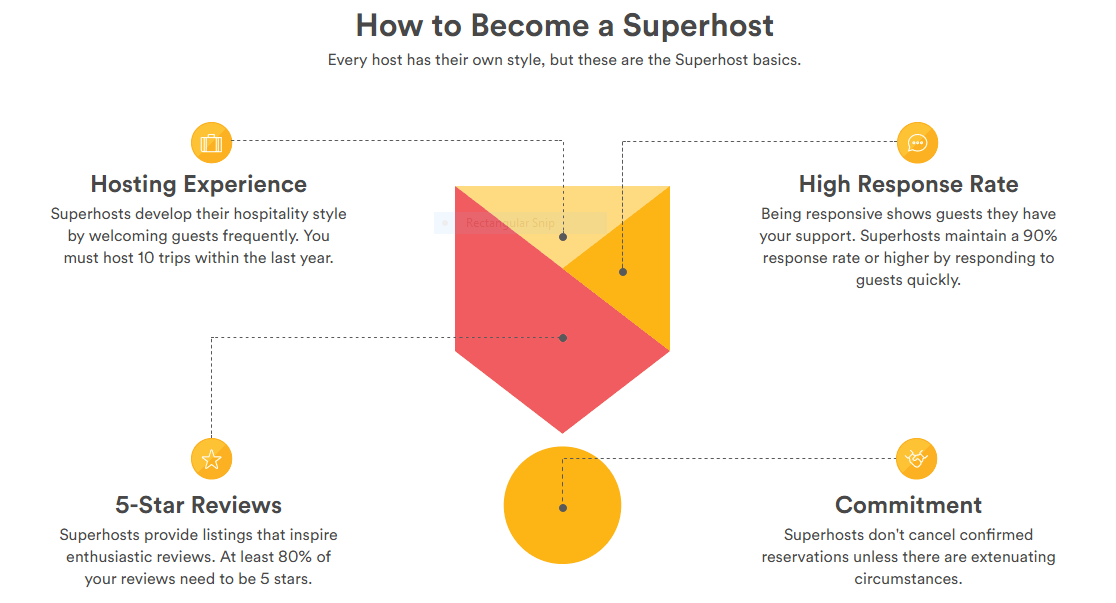 How to Become a Superhost
Every host has their own style, but these are the Superhost basics.
Hosting Experience
Superhosts develop their hospitality style
by welcoming guests frequently. You
must host 10 trips within the last year.
High Response Rate
Being responsive shows guests they have
your support. Superhosts maintain a 90%
response rate or higher by responding to
guests quickly.
Rectangular Snip
5-Star Reviews
Superhosts provide listings that inspire
enthusiastic reviews. At least 80% of
your reviews need to be 5 stars.
Commitment
Superhosts don't cancel confirmed
reservations unless there are extenuating
circumstances.